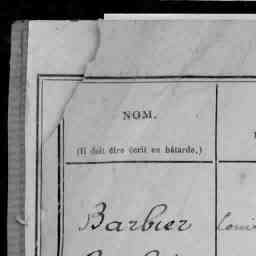 NOM.
(Il doit être écrit en bâtarde.)
Barbier